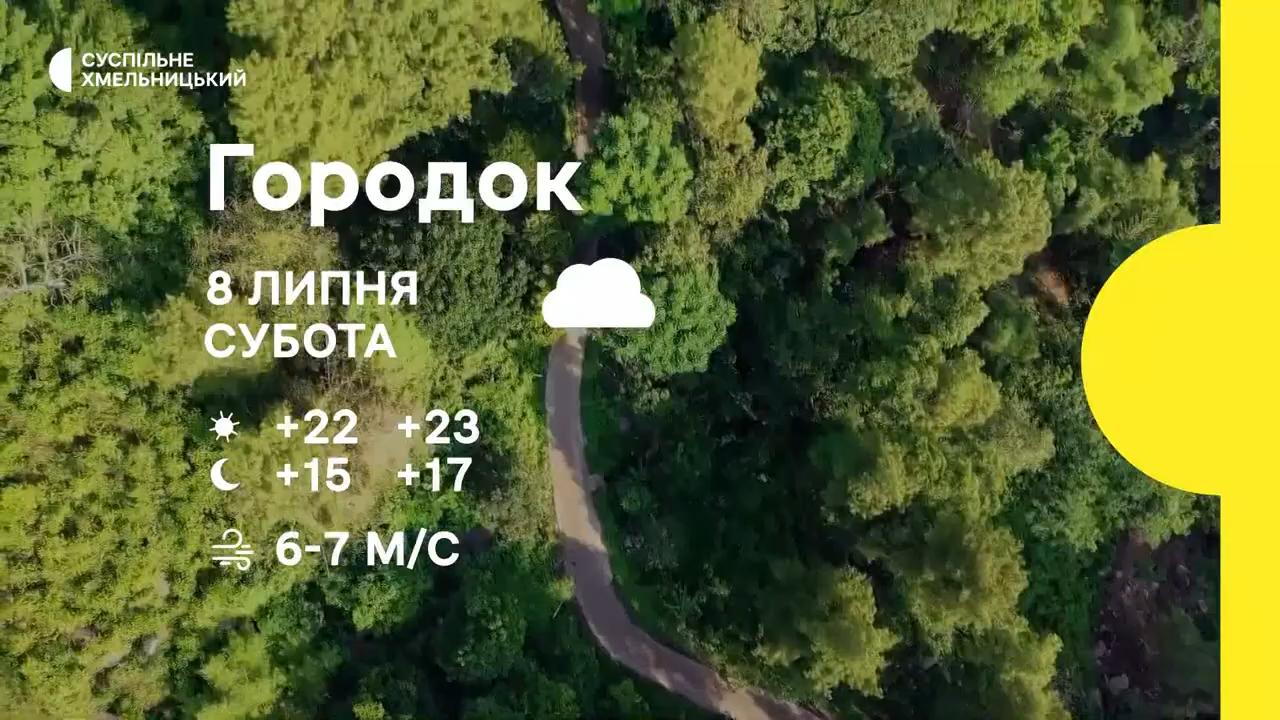 СУСПІЛЬНЕ
ХМЕЛЬНИЦЬКИЙ
Городок
8 ЛИПНЯ
СУБОТА
+22 +23
+15 +17
6-7 М/С